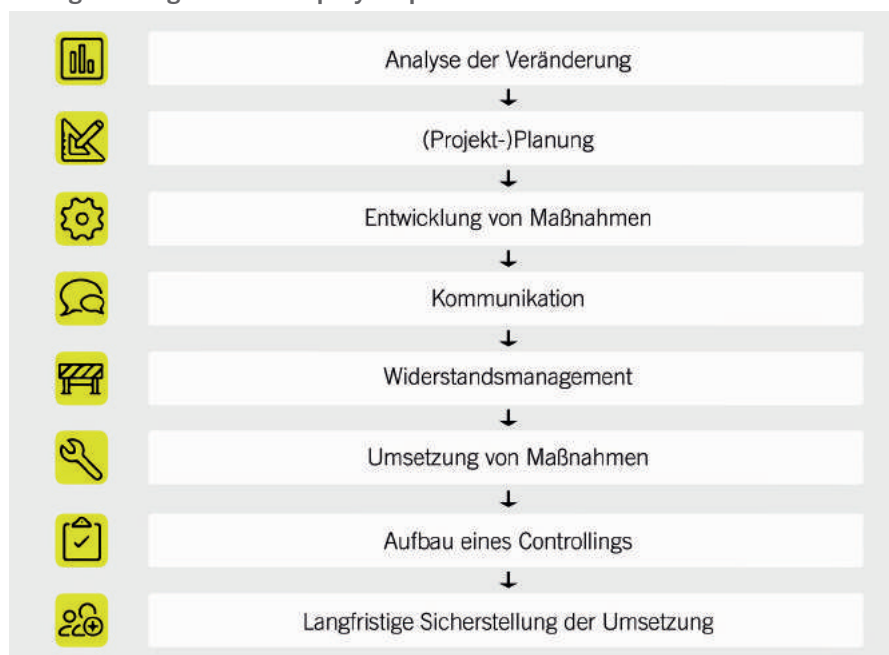 Analyse der Veränderung
(Projekt-)Planung
Entwicklung von Maßnahmen
Kommunikation
Widerstandsmanagement
Umsetzung von Maßnahmen
Aufbau eines Controllings
Langfristige Sicherstellung der Umsetzung